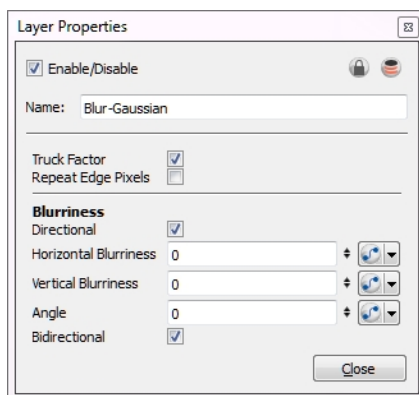 Layer Properties
Enable/Disable
Name: Blur-Gaussian
Truck Factor
Repeat Edge Pixels
Blurriness
Directional
Horizontal Blurriness 0
Vertical Blurriness 0
Angle 0
Bidirectional
Close